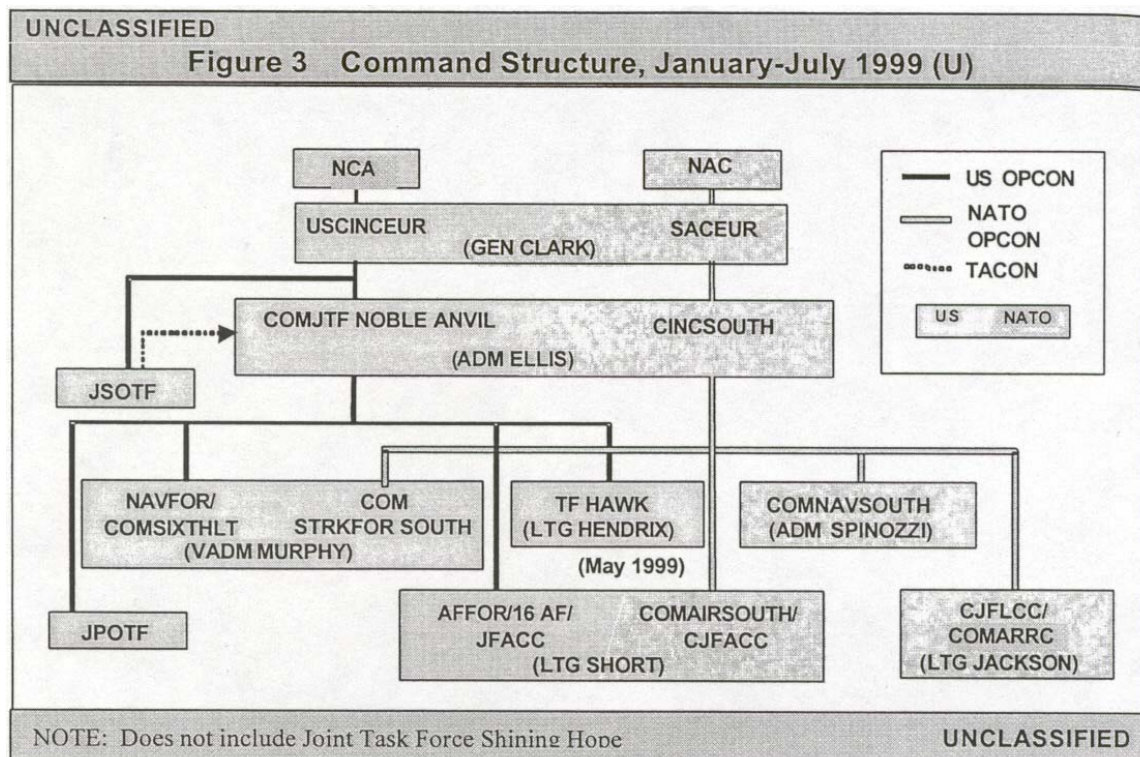 UNCLASSIFIED
Figure 3 Command Structure, January-July 1999 (U)
NCA
NAC
USCINCEUR
SACEUR
(GEN CLARK)
US OPCON
NATO
OPCON
TACON
US NATO
COMJTF NOBLE ANVIL
CINCSOUTH
(ADM ELLIS)
JSOTF
NAVFOR/
COMSIXTHLT
COM
STRKFOR SOUTH
(VADM MURPHY)
TF HAWK
(LTG HENDRIX)
(May 1999)
COMNAVSOUTH
(ADM SPINOZZI)
JPOTF
AFFOR/16 AF/
JFACC
COMAIRSOUTH/
CJFACC
(LTG SHORT)
CJFLCC/
COMARRC
(LTG JACKSON)
NOTE: Does not include Joint Task Force Shining Hope
UNCLASSIFIED